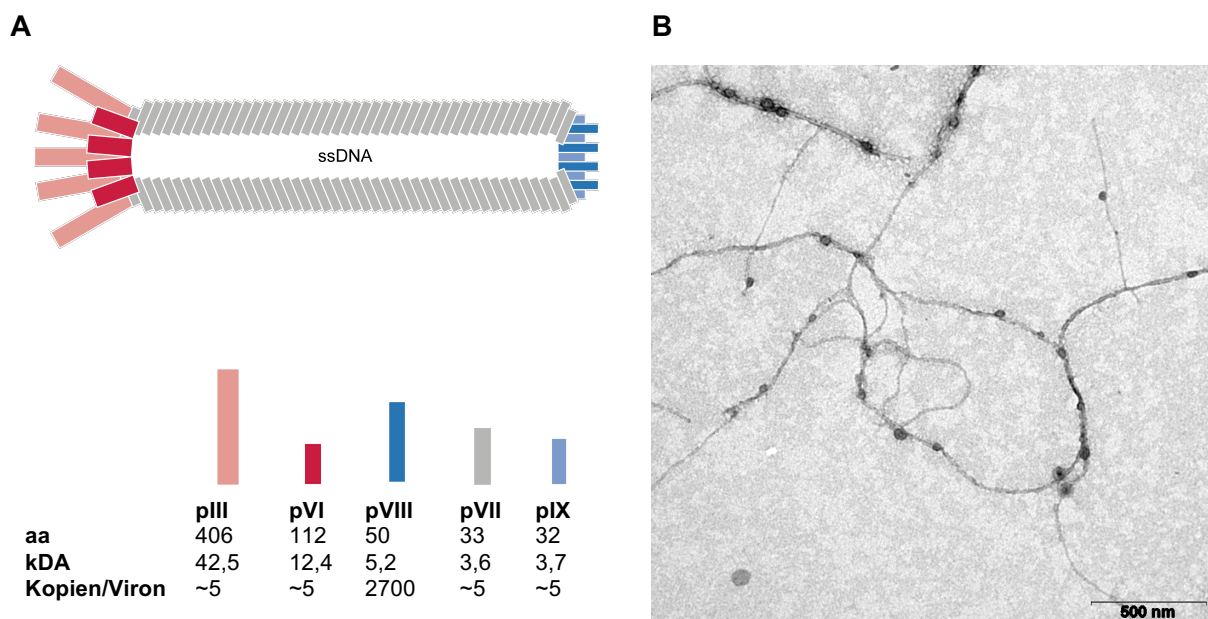 A
B
ssDNA
pIII pVI pVIII pVII pIX
aa 406 112 50 33 32
kDA 42,5 12,4 5,2 3,6 3,7
Kopien/Viron ~5 ~5 2700 ~5 ~5
500 nm